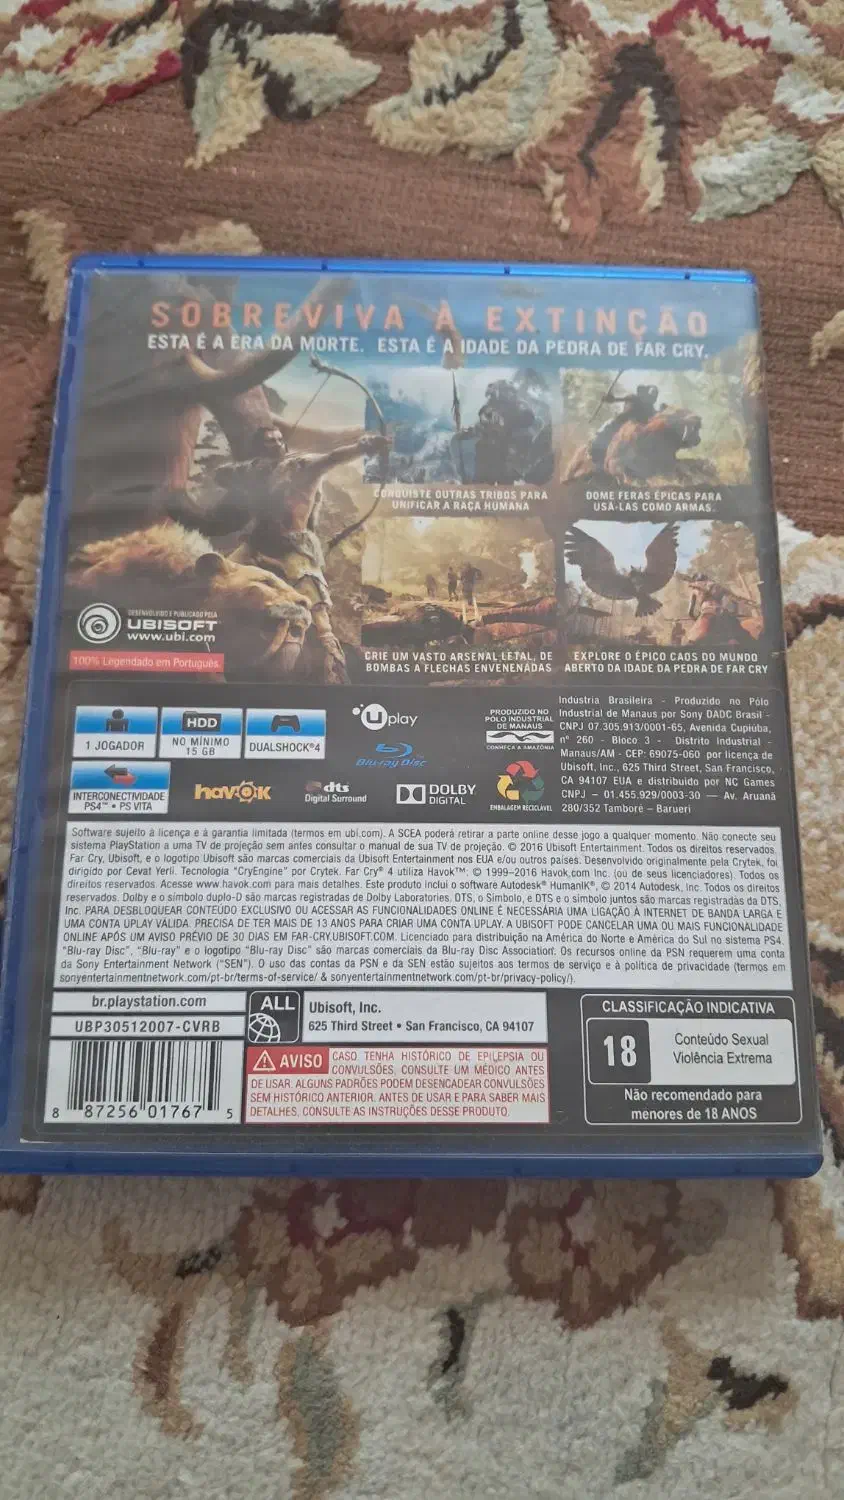 SOBREVIVA À EXTINÇÃO
ESTA É A ERA DA MORTE. ESTA É A IDADE DA PEDRA DE FAR CRY.
CONQUISTE OUTRAS TRIBOS PARA
UNIFICAR A RAÇA HUMANA
DOME FERAS ÉPICAS PARA
USÁ-LAS COMO ARMAS.
DESENVOLVIDO E PUBLICADO PELA
UBISOFT
www.ubi.com
100% Legendado em Português.
CRIE UM VASTO ARSENAL LETAL, DE
BOMBAS A FLECHAS ENVENENADAS
EXPLORE O ÉPICO CAOS DO MUNDO
ABERTO DA IDADE DA PEDRA DE FAR CRY
1 JOGADOR
HDD
NO MÍNIMO
15 GB
DUALSHOCK®4
INTERCONECTIVIDADE
PS4™ • PS VITA
Uplay
Blu-ray Disc
havok
dts
Digital Surround
DOLBY
DIGITAL
PRODUZIDO NO
POLO INDUSTRIAL
DE MANAUS
CONHEÇA A AMAZÔNIA
EMBALAGEM RECICLÁVEL
Industria Brasileira - Produzido no Pólo
Industrial de Manaus por Sony DADC Brasil -
CNPJ 07.305.913/0001-65, Avenida Cupiúba,
nº 260 - Bloco 3 - Distrito Industrial -
Manaus/AM - CEP: 69075-060 por licença de
Ubisoft, Inc., 625 Third Street, San Francisco,
CA 94107 EUA e distribuido por NC Games
CNPJ - 01.455.929/0003-30 — Av. Aruanã
280/352 Tamboré – Barueri
Software sujeito à licença e à garantia limitada (termos em ubi.com). A SCEA poderá retirar a parte online desse jogo a qualquer momento. Não conecte seu
sistema PlayStation a uma TV de projeção sem antes consultar o manual de sua TV de projeção. © 2016 Ubisoft Entertainment. Todos os direitos reservados.
Far Cry, Ubisoft, e o logotipo Ubisoft são marcas comerciais da Ubisoft Entertainment nos EUA e/ou outros países. Desenvolvido originalmente pela Crytek, foi
dirigido por Cevat Yerli. Tecnologia "CryEngine" por Crytek. Far Cry® 4 utiliza Havok™. © 1999–2016 Havok.com Inc. (ou de seus licenciadores). Todos os
direitos reservados. Acesse www.havok.com para mais detalhes. Este produto inclui o software Autodesk® HumanIK®, © 2014 Autodesk, Inc. Todos os direitos
reservados. Dolby e o símbolo duplo-D são marcas registradas de Dolby Laboratories. DTS, o Símbolo, e DTS e o símbolo juntos são marcas registradas da DTS,
Inc. PARA DESBLOQUEAR CONTEÚDO EXCLUSIVO OU ACESSAR AS FUNCIONALIDADES ONLINE É NECESSÁRIA UMA LIGAÇÃO À INTERNET DE BANDA LARGA E
UMA CONTA UPLAY VÁLIDA. PRECISA DE TER MAIS DE 13 ANOS PARA CRIAR UMA CONTA UPLAY. A UBISOFT PODE CANCELAR UMA OU MAIS FUNCIONALIDADE
ONLINE APÓS UM AVISO PRÉVIO DE 30 DIAS EM FAR-CRY.UBISOFT.COM. Licenciado para distribuição na América do Norte e América do Sul no sistema PS4.
"Blu-ray Disc", "Blu-ray" e o logotipo "Blu-ray Disc" são marcas comerciais da Blu-ray Disc Association. Os recursos online da PSN requerem uma conta
da Sony Entertainment Network ("SEN"). O uso das contas da PSN e da SEN estão sujeitos aos termos de serviço e à política de privacidade (termos em
sonyentertainmentnetwork.com/pt-br/terms-of-service/ & sonyentertainmentnetwork.com/pt-br/privacy-policy/).
br.playstation.com
UBP30512007-CVRB
8 87256 01767 5
ALL
Ubisoft, Inc.
625 Third Street • San Francisco, CA 94107
AVISO
CASO TENHA HISTÓRICO DE EPILEPSIA OU
CONVULSÕES, CONSULTE UM MÉDICO ANTES
DE USAR. ALGUNS PADRÕES PODEM DESENCADEAR CONVULSÕES
SEM HISTÓRICO ANTERIOR. ANTES DE USAR E PARA SABER MAIS
DETALHES, CONSULTE AS INSTRUÇÕES DESSE PRODUTO.
CLASSIFICAÇÃO INDICATIVA
18
Conteúdo Sexual
Violência Extrema
Não recomendado para
menores de 18 ANOS